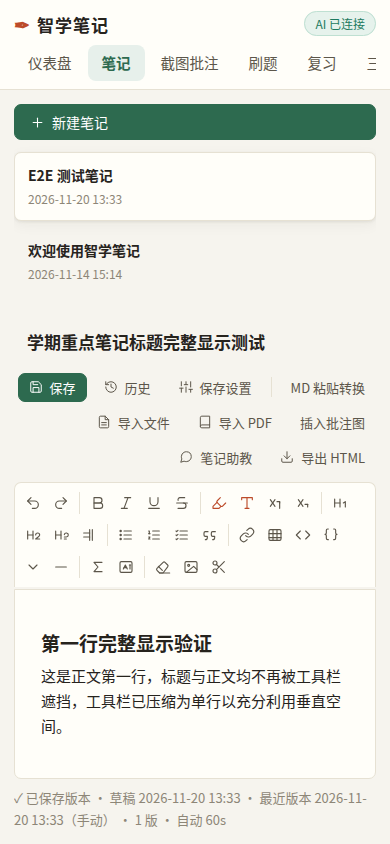 智学笔记
AI 已连接
仪表盘 笔记 截图批注 刷题 复习
+ 新建笔记
E2E 测试笔记
2026-11-20 13:33
欢迎使用智学笔记
2026-11-14 15:14
学期重点笔记标题完整显示测试
保存 历史 保存设置 MD 粘贴转换
导入文件 导入 PDF 插入批注图
笔记助教 导出 HTML
B I U S T x₁ x₁ H1
H2 H? 
Σ
第一行完整显示验证
这是正文第一行，标题与正文均不再被工具栏
遮挡，工具栏已压缩为单行以充分利用垂直空
间。
✓ 已保存版本 • 草稿 2026-11-20 13:33 • 最近版本 2026-11-
20 13:33（手动） • 1 版 • 自动 60s